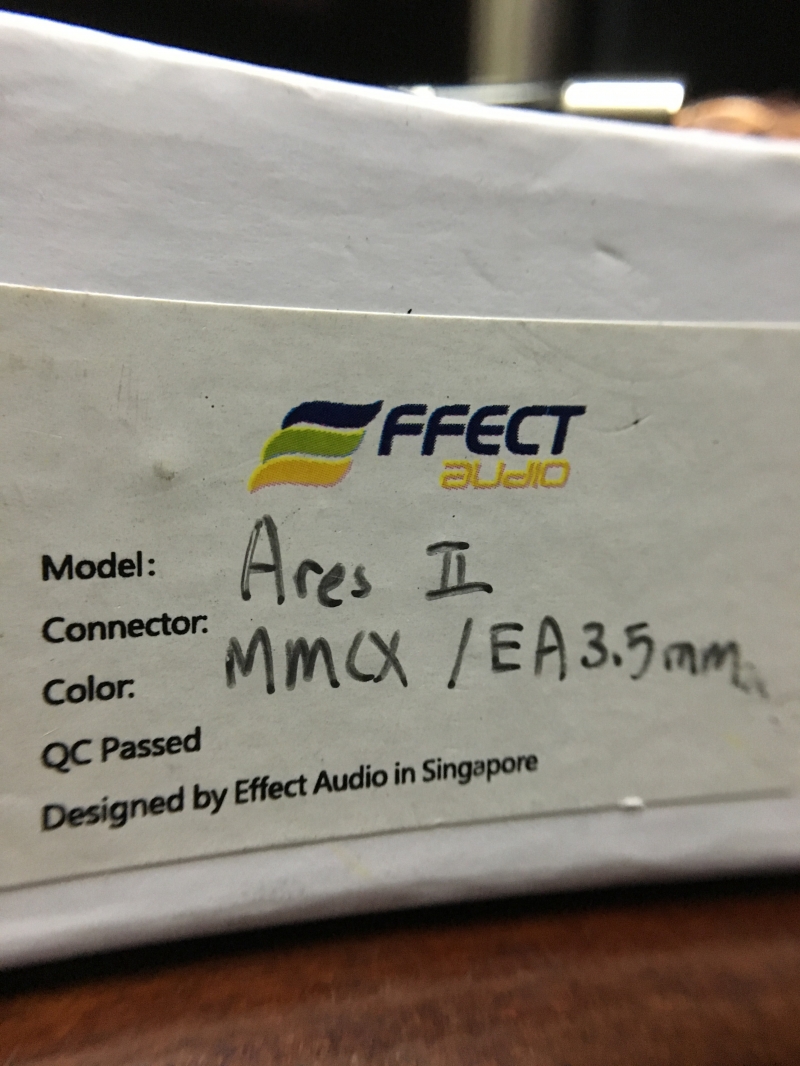 EFFECT
audio
Model: Ares II
Connector: MMCX / EA 3.5mm
Color:
QC Passed
Designed by Effect Audio in Singapore